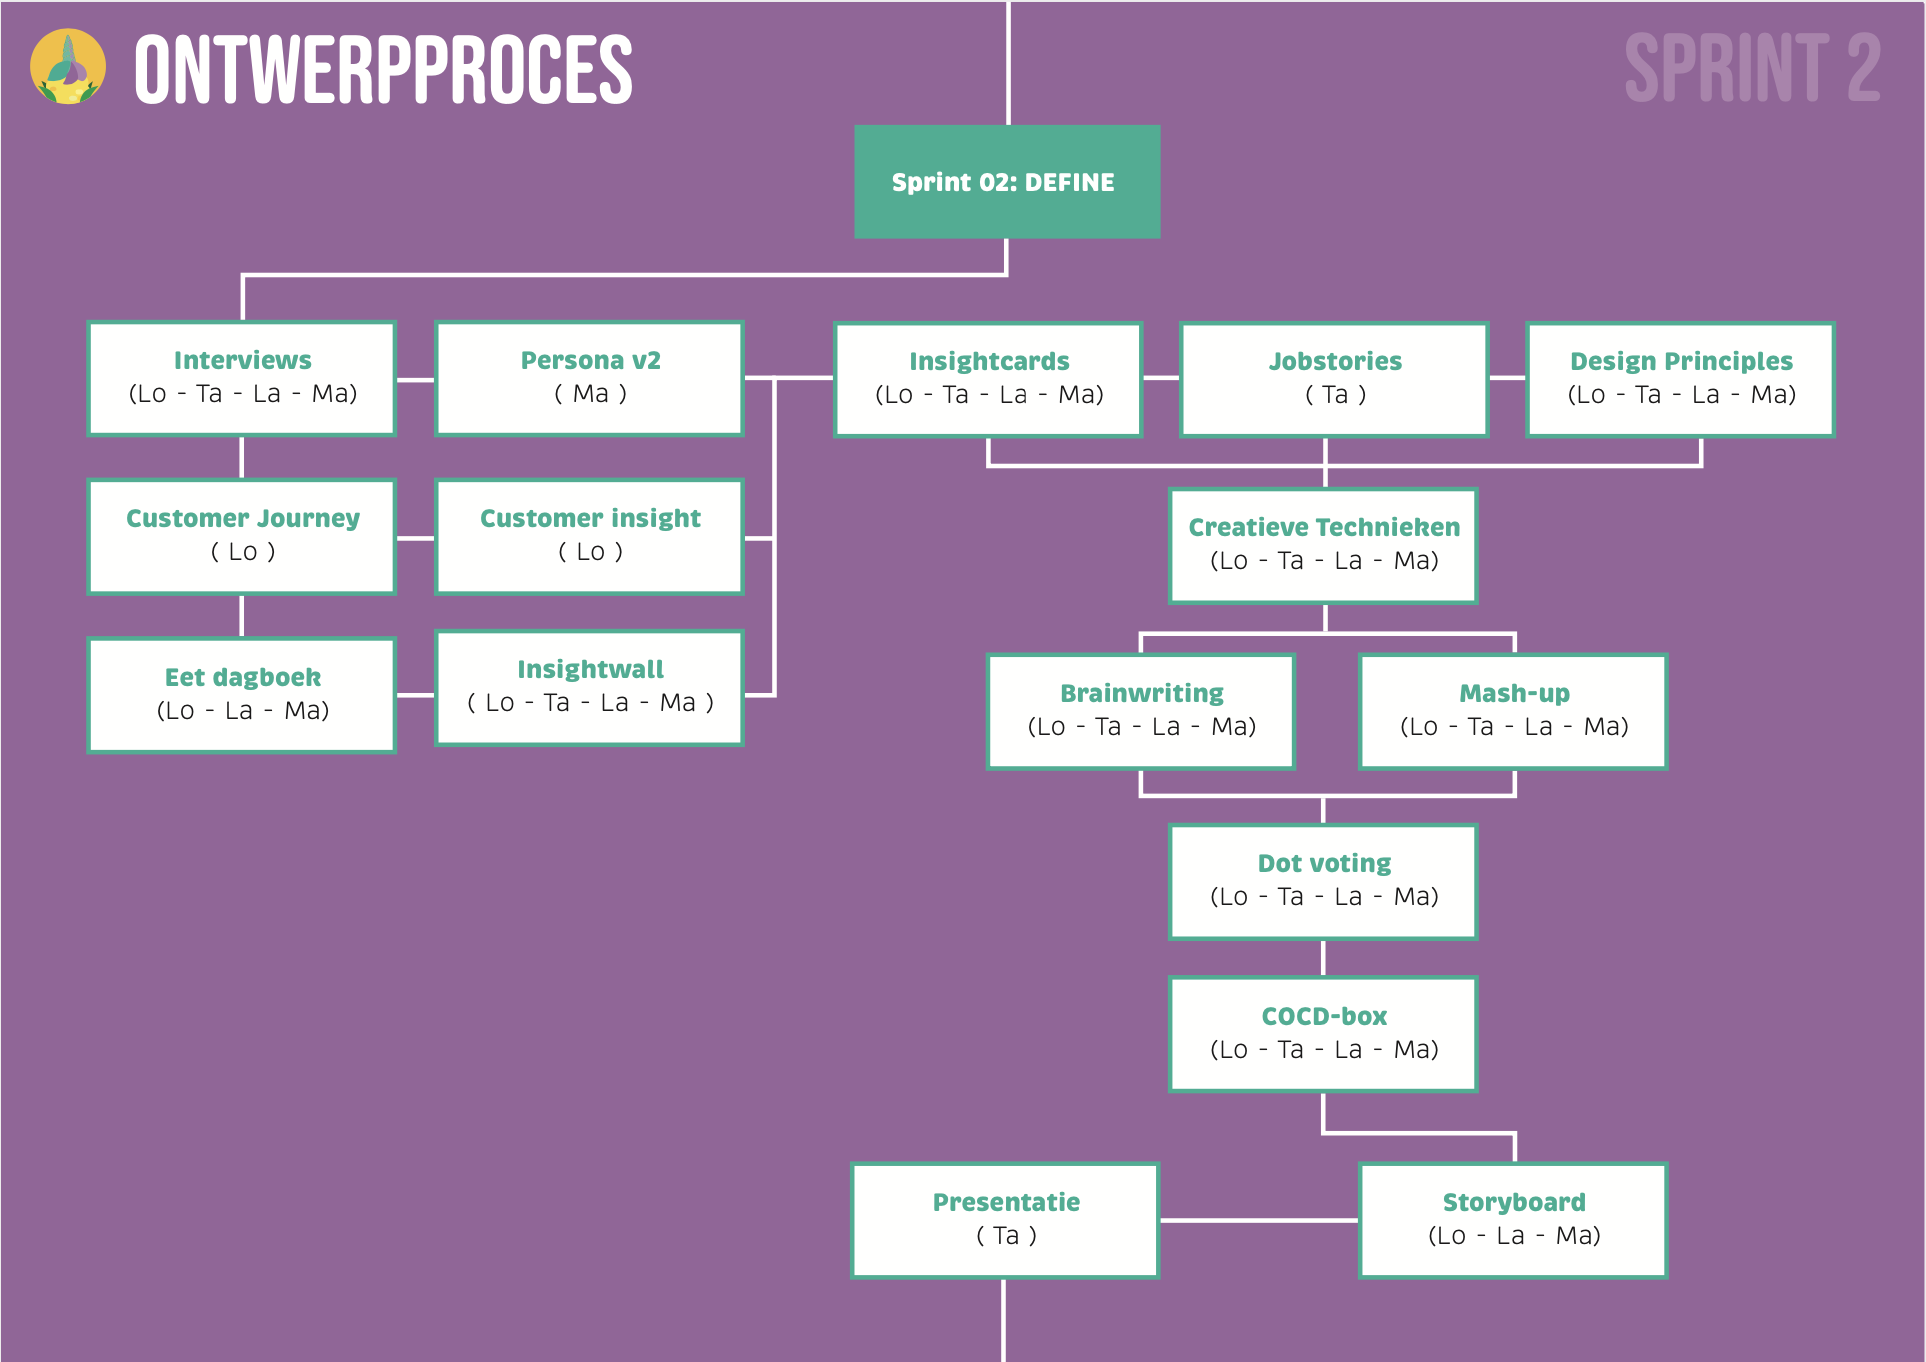 ONTWERPPROCES
SPRINT 2
Sprint 02: DEFINE
Interviews
(Lo - Ta - La - Ma)
Persona v2
( Ma )
Insightcards
(Lo - Ta - La - Ma)
Jobstories
( Ta )
Design Principles
(Lo - Ta - La - Ma)
Customer Journey
( Lo )
Customer insight
( Lo )
Creatieve Technieken
(Lo - Ta - La - Ma)
Eet dagboek
(Lo - La - Ma)
Insightwall
( Lo - Ta - La - Ma )
Brainwriting
(Lo - Ta - La - Ma)
Mash-up
(Lo - Ta - La - Ma)
Dot voting
(Lo - Ta - La - Ma)
COCD-box
(Lo - Ta - La - Ma)
Presentatie
( Ta )
Storyboard
(Lo - La - Ma)